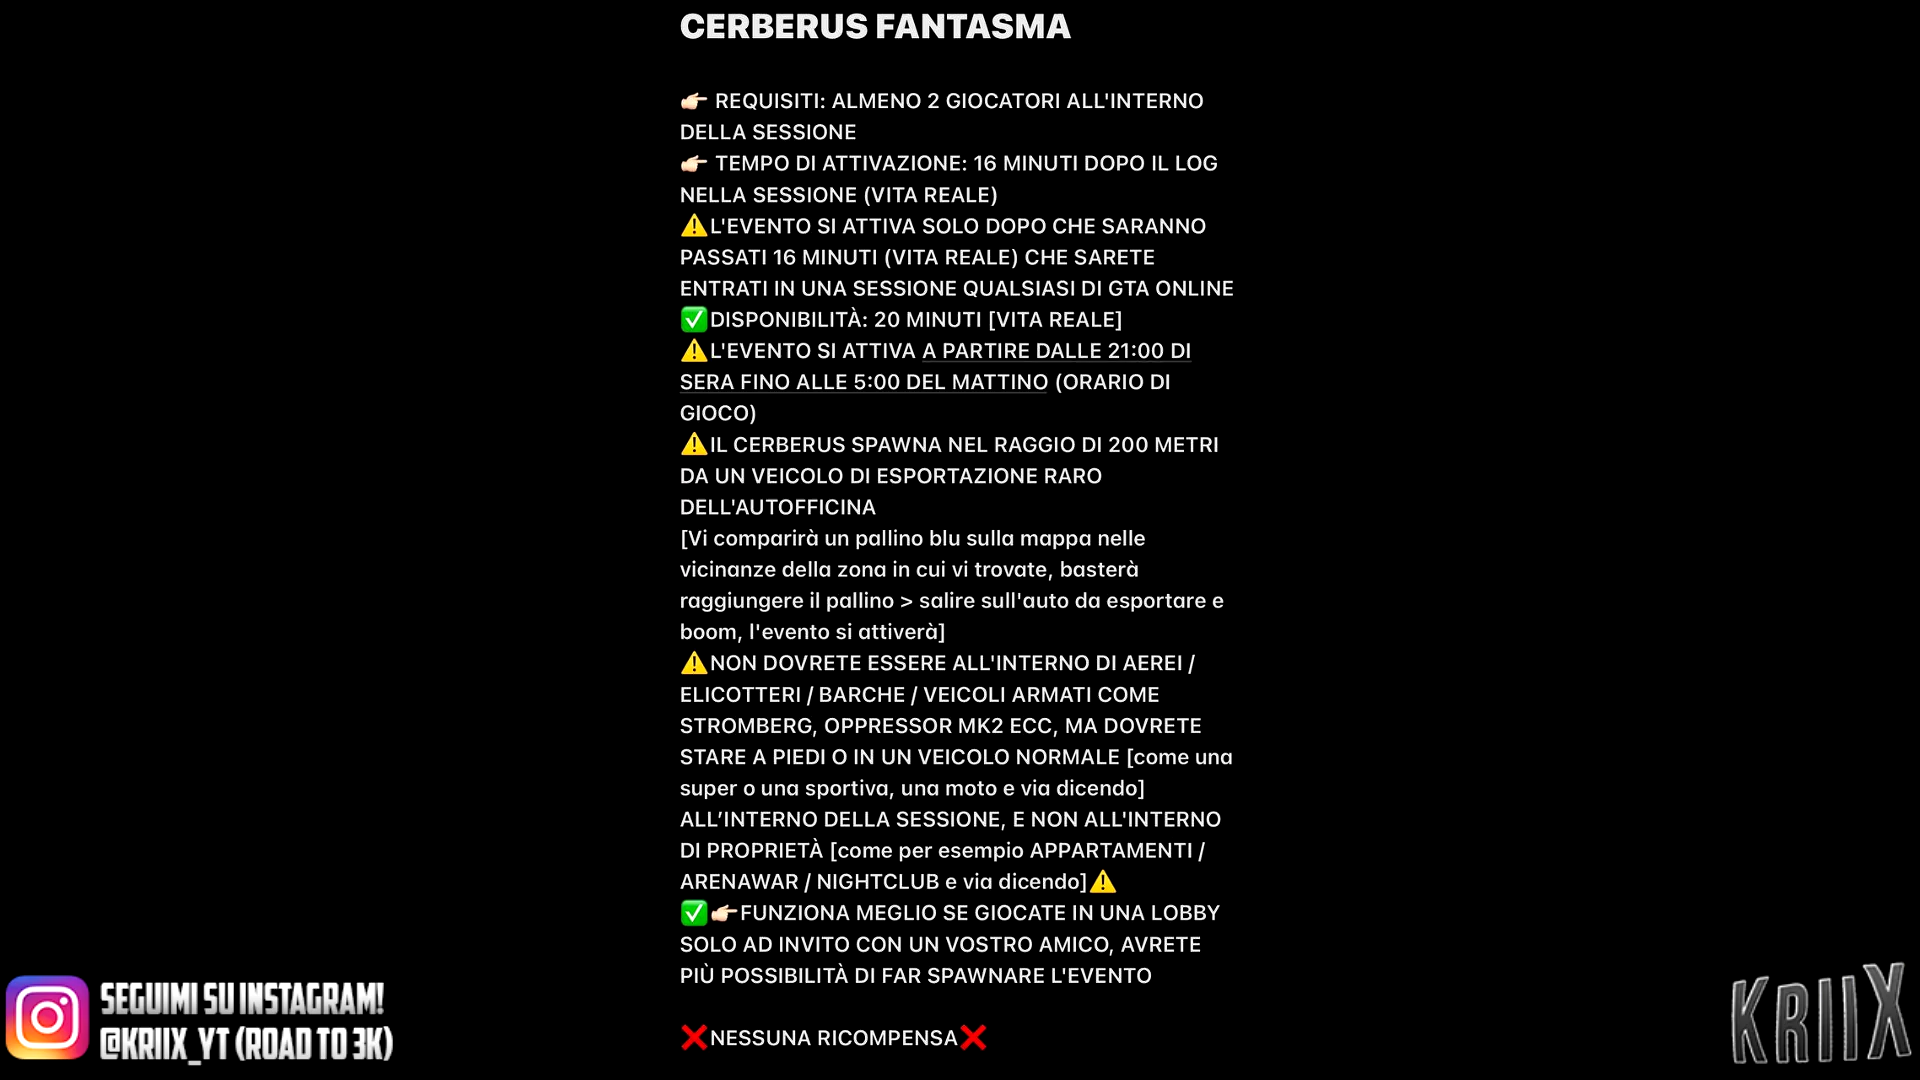 CERBERUS FANTASMA
👉🏻 REQUISITI: ALMENO 2 GIOCATORI ALL'INTERNO
DELLA SESSIONE
👉🏻 TEMPO DI ATTIVAZIONE: 16 MINUTI DOPO IL LOG
NELLA SESSIONE (VITA REALE)
⚠️L'EVENTO SI ATTIVA SOLO DOPO CHE SARANNO
PASSATI 16 MINUTI (VITA REALE) CHE SARETE
ENTRATI IN UNA SESSIONE QUALSIASI DI GTA ONLINE
✅DISPONIBILITÀ: 20 MINUTI [VITA REALE]
⚠️L'EVENTO SI ATTIVA A PARTIRE DALLE 21:00 DI
SERA FINO ALLE 5:00 DEL MATTINO (ORARIO DI
GIOCO)
⚠️IL CERBERUS SPAWNA NEL RAGGIO DI 200 METRI
DA UN VEICOLO DI ESPORTAZIONE RARO
DELL'AUTOFFICINA
[Vi comparirà un pallino blu sulla mappa nelle
vicinanze della zona in cui vi trovate, basterà
raggiungere il pallino > salire sull'auto da esportare e
boom, l'evento si attiverà]
⚠️NON DOVRETE ESSERE ALL'INTERNO DI AEREI /
ELICOTTERI / BARCHE / VEICOLI ARMATI COME
STROMBERG, OPPRESSOR MK2 ECC, MA DOVRETE
STARE A PIEDI O IN UN VEICOLO NORMALE [come una
super o una sportiva, una moto e via dicendo]
ALL’INTERNO DELLA SESSIONE, E NON ALL'INTERNO
DI PROPRIETÀ [come per esempio APPARTAMENTI /
ARENAWAR / NIGHTCLUB e via dicendo]⚠️
✅👉🏻FUNZIONA MEGLIO SE GIOCATE IN UNA LOBBY
SOLO AD INVITO CON UN VOSTRO AMICO, AVRETE
PIÙ POSSIBILITÀ DI FAR SPAWNARE L'EVENTO
❌NESSUNA RICOMPENSA❌
SEGUIMI SU INSTAGRAM!
@KRIIX_YT (ROAD TO 3K)
KRIIX